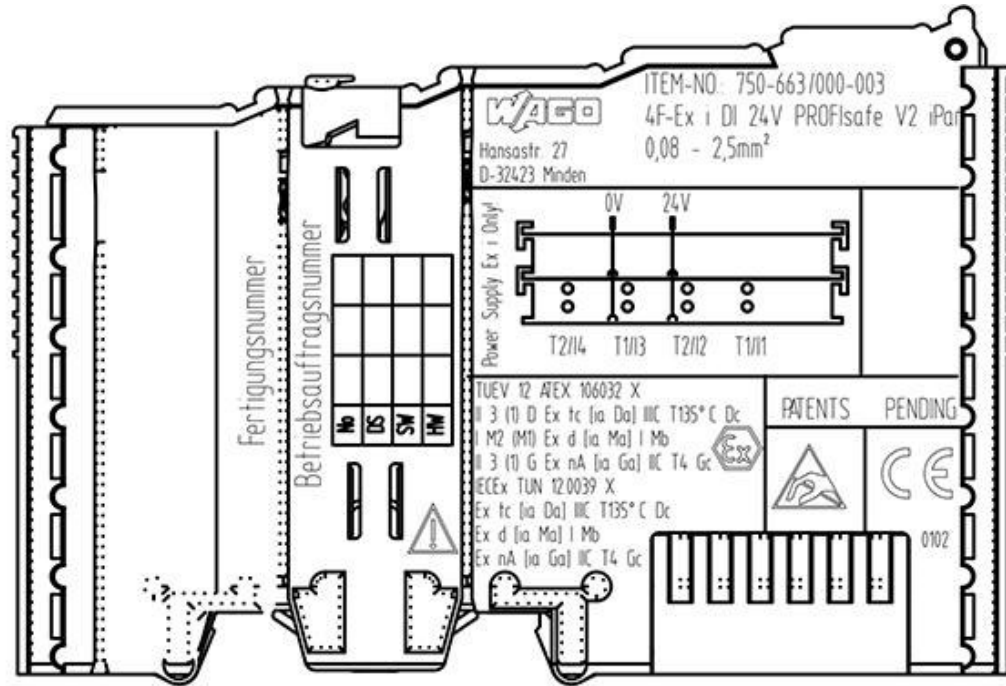 WAGO
Hansastr. 27
D-32423 Minden
ITEM-NO: 750-663/000-003
4F-Ex i DI 24V PROFIsafe V2 iPar
0,08 - 2,5mm²
Fertigungsnummer
Betriebsauftragsnummer
No
DS
SW
HW
Power Supply Ex i Only!
0V 24V
T2/I4 T1/I3 T2/I2 T1/I1
TUEV 12 ATEX 106032 X
II 3 (1) D Ex tc [ia Da] IIIC T135°C Dc
I M2 (M1) Ex d [ia Ma] I Mb
II 3 (1) G Ex nA [ia Ga] IIC T4 Gc
IECEx TUN 12.0039 X
Ex tc [ia Da] IIIC T135°C Dc
Ex d [ia Ma] I Mb
Ex nA [ia Ga] IIC T4 Gc
Ex
PATENTS PENDING
CE
0102